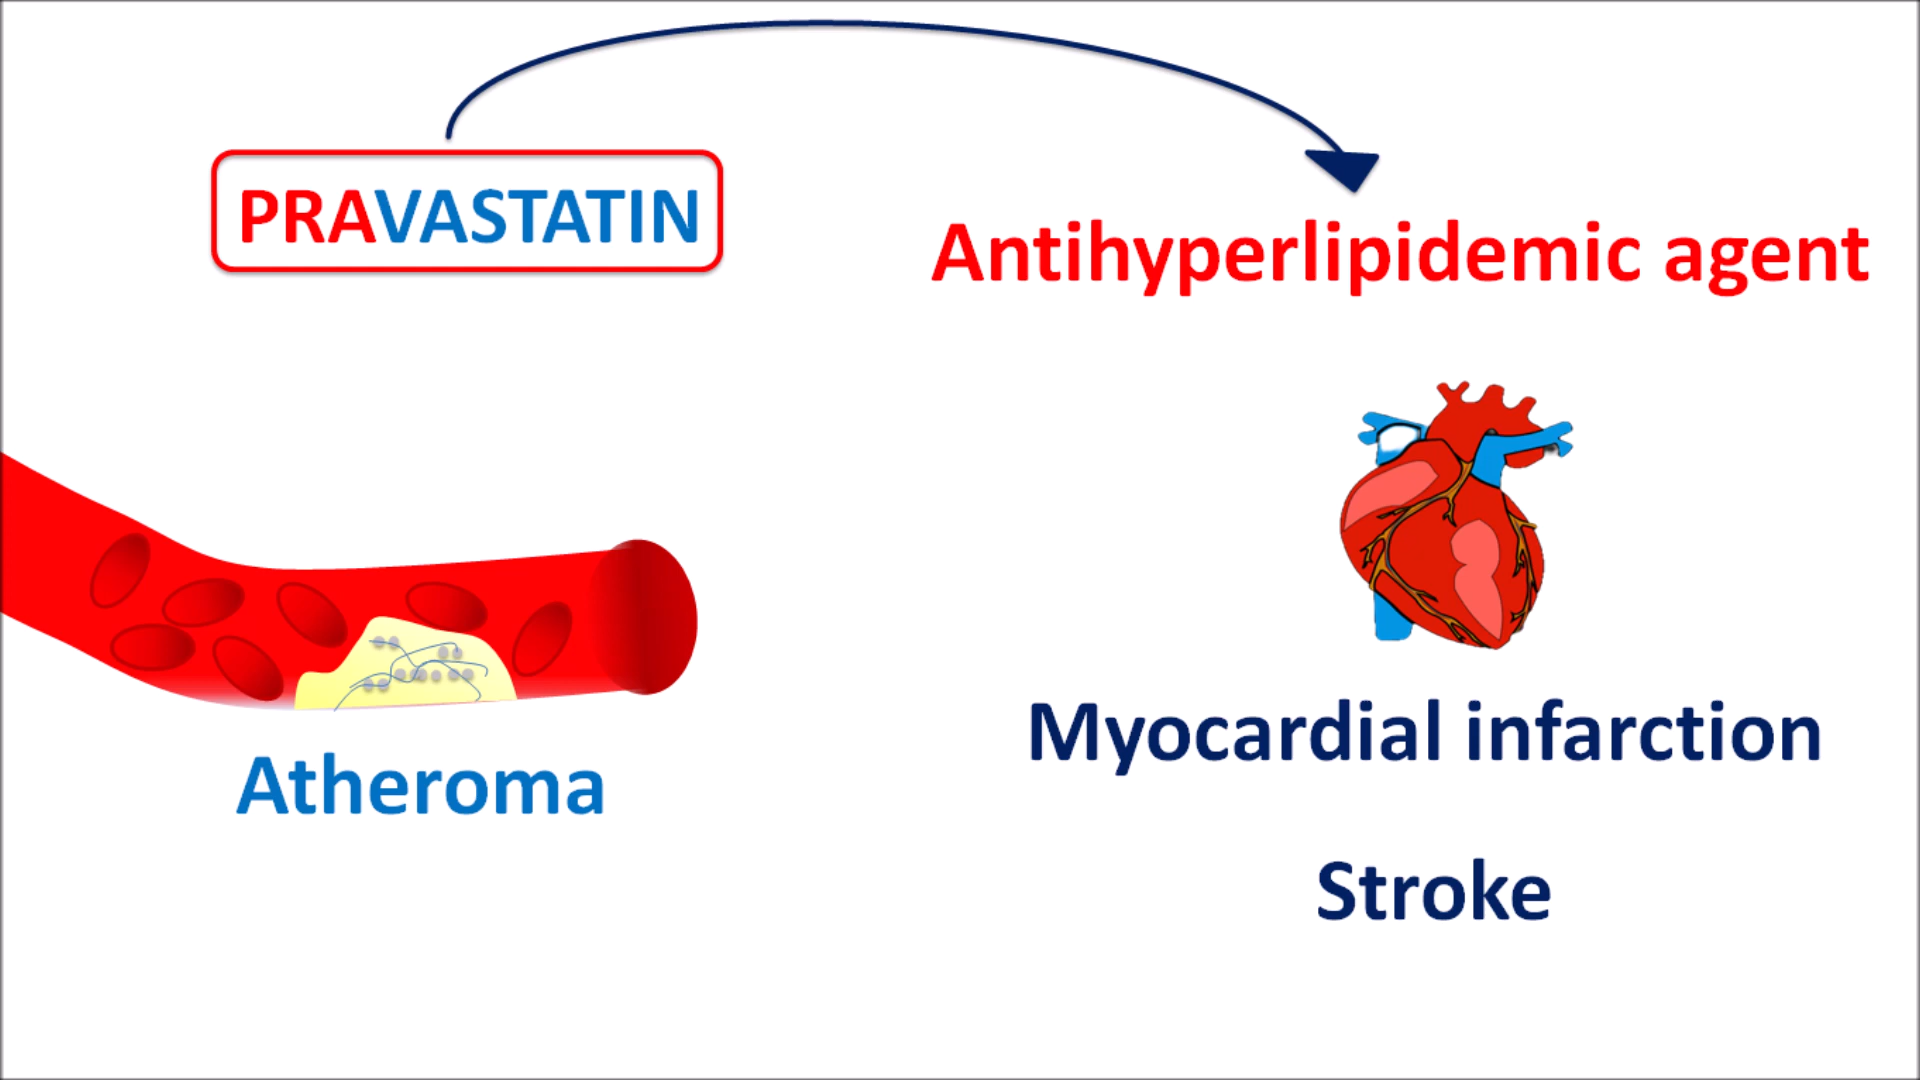 PRAVASTATIN
Antihyperlipidemic agent
Atheroma
Myocardial infarction
Stroke